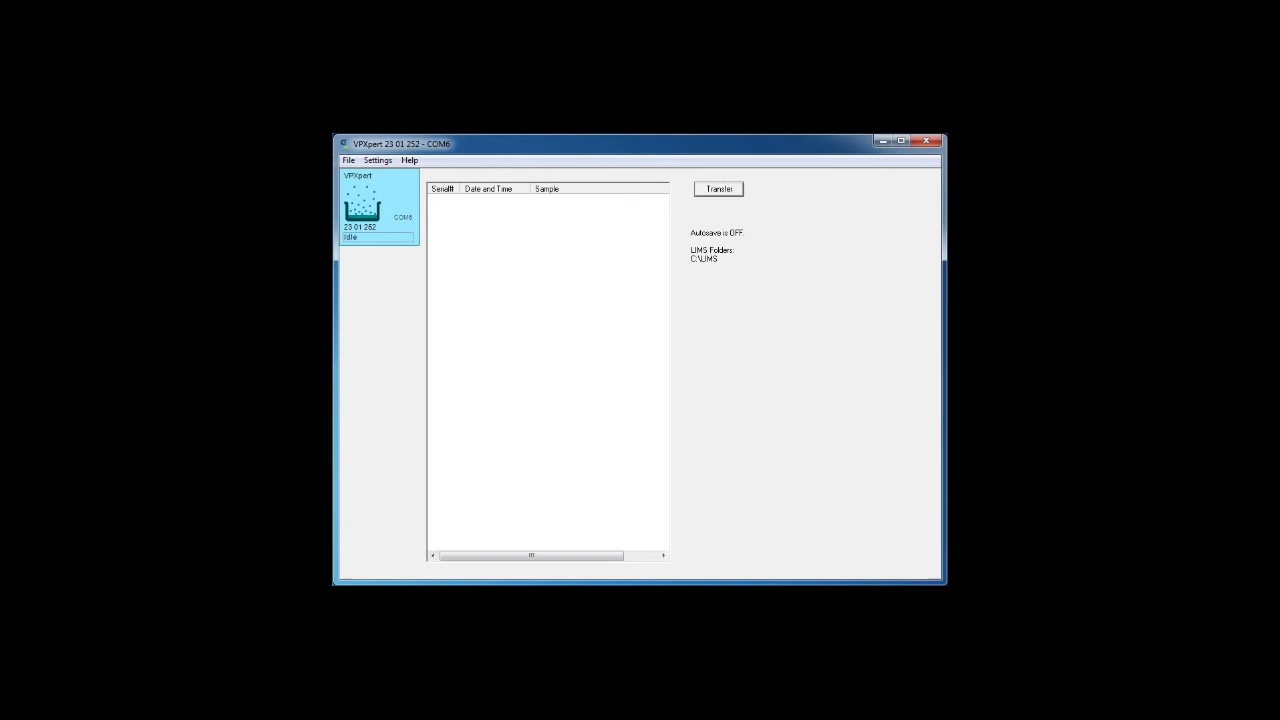 VPXpert 23 01 252 - COM6
File Settings Help
VPXpert
COM6
23 01 252
Idle
Serial# Date and Time Sample
Transfer
Autosave is OFF.
LIMS Folders:
C:\LIMS